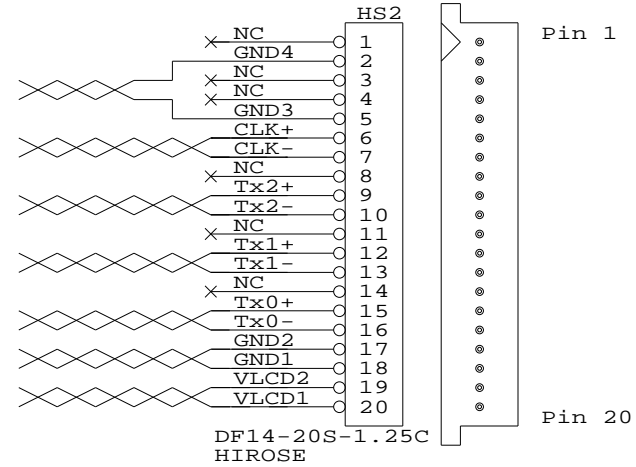 HS2
NC 1
GND4 2
NC 3
NC 4
GND3 5
CLK+ 6
CLK- 7
NC 8
Tx2+ 9
Tx2- 10
NC 11
Tx1+ 12
Tx1- 13
NC 14
Tx0+ 15
Tx0- 16
GND2 17
GND1 18
VLCD2 19
VLCD1 20
DF14-20S-1.25C
HIROSE
Pin 1
Pin 20